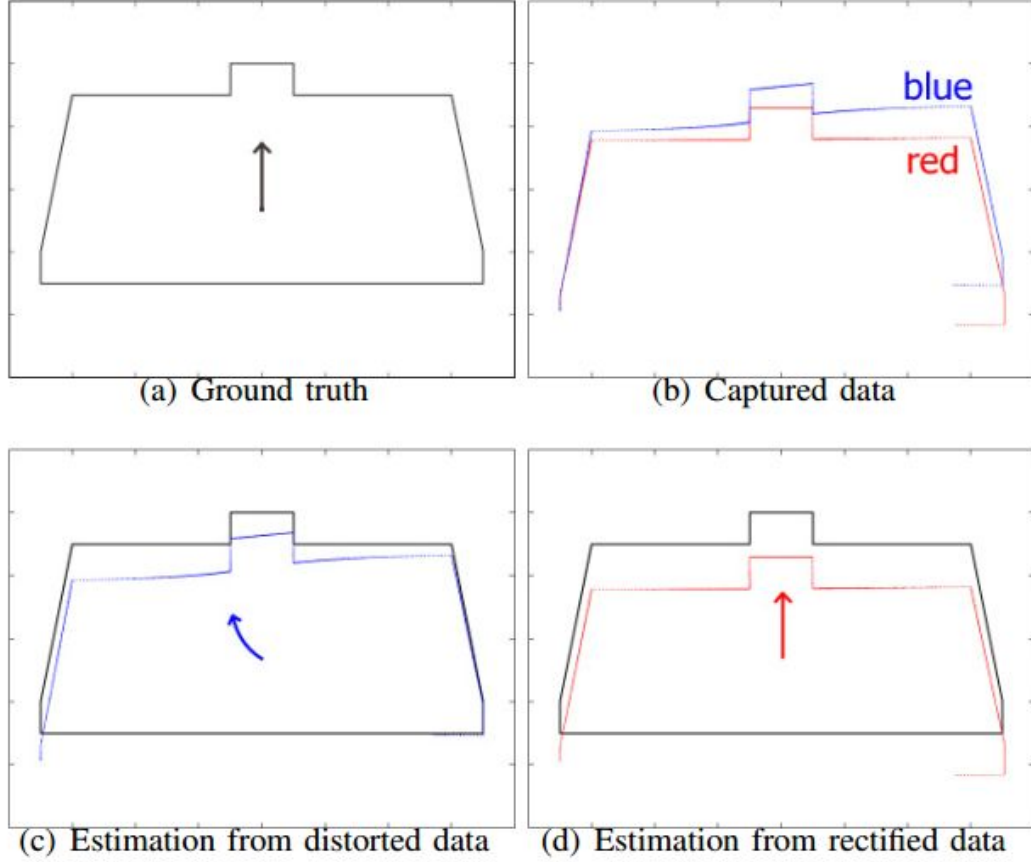 blue
red
(a) Ground truth
(b) Captured data
(c) Estimation from distorted data
(d) Estimation from rectified data